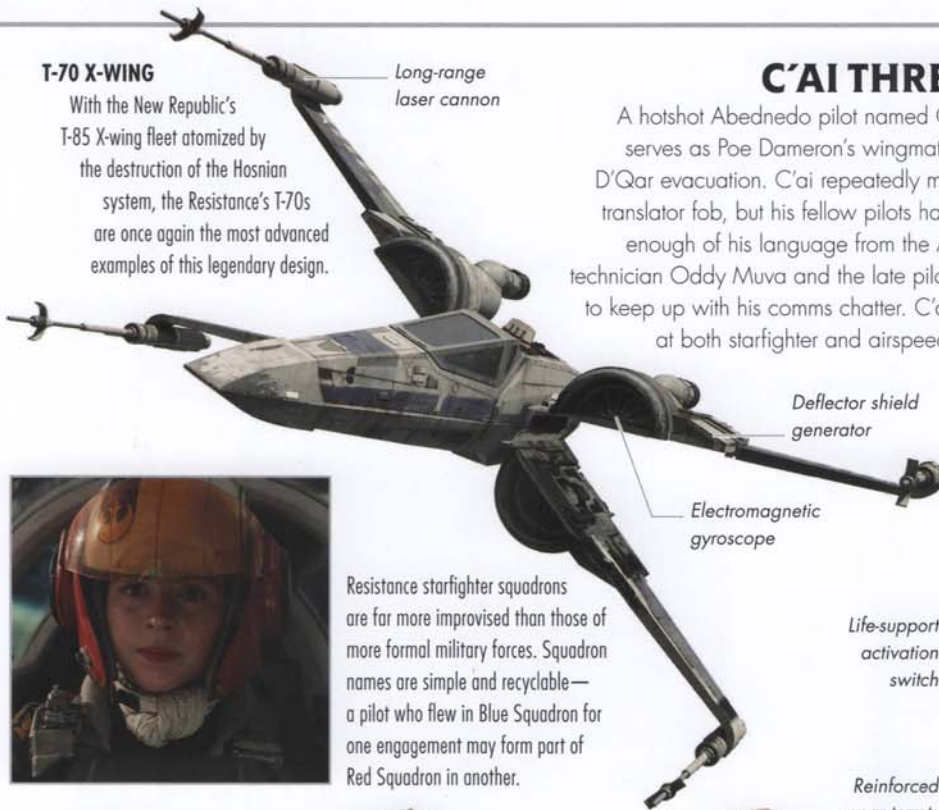 T-70 X-WING
With the New Republic's
T-85 X-wing fleet atomized by
the destruction of the Hosnian
system, the Resistance's T-70s
are once again the most advanced
examples of this legendary design.
Long-range
laser cannon
C'AI THRE
A hotshot Abednedo pilot named
serves as Poe Dameron's
D'Qar evacuation. C'ai repeatedly
translator fob, but his fellow pilots
enough of his language from the
technician Oddy Muva and the late
to keep up with his comms chatter.
at both starfighter and
Deflector shield
generator
Electromagnetic
gyroscope
Resistance starfighter squadrons
are far more improvised than those of
more formal military forces. Squadron
names are simple and recyclable—
a pilot who flew in Blue Squadron for
one engagement may form part of
Red Squadron in another.
Life-support
activation
switch
Reinforced